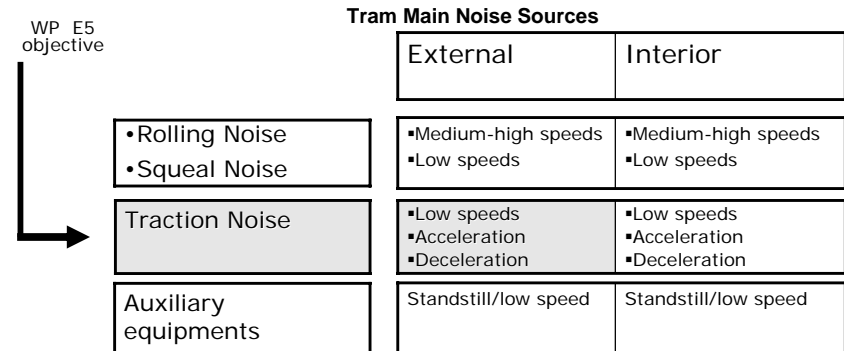 Tram Main Noise Sources
WP E5
objective
External
Interior
•Rolling Noise
•Squeal Noise
▪Medium-high speeds
▪Low speeds
▪Medium-high speeds
▪Low speeds
Traction Noise
▪Low speeds
▪Acceleration
▪Deceleration
▪Low speeds
▪Acceleration
▪Deceleration
Auxiliary
equipments
Standstill/low speed
Standstill/low speed